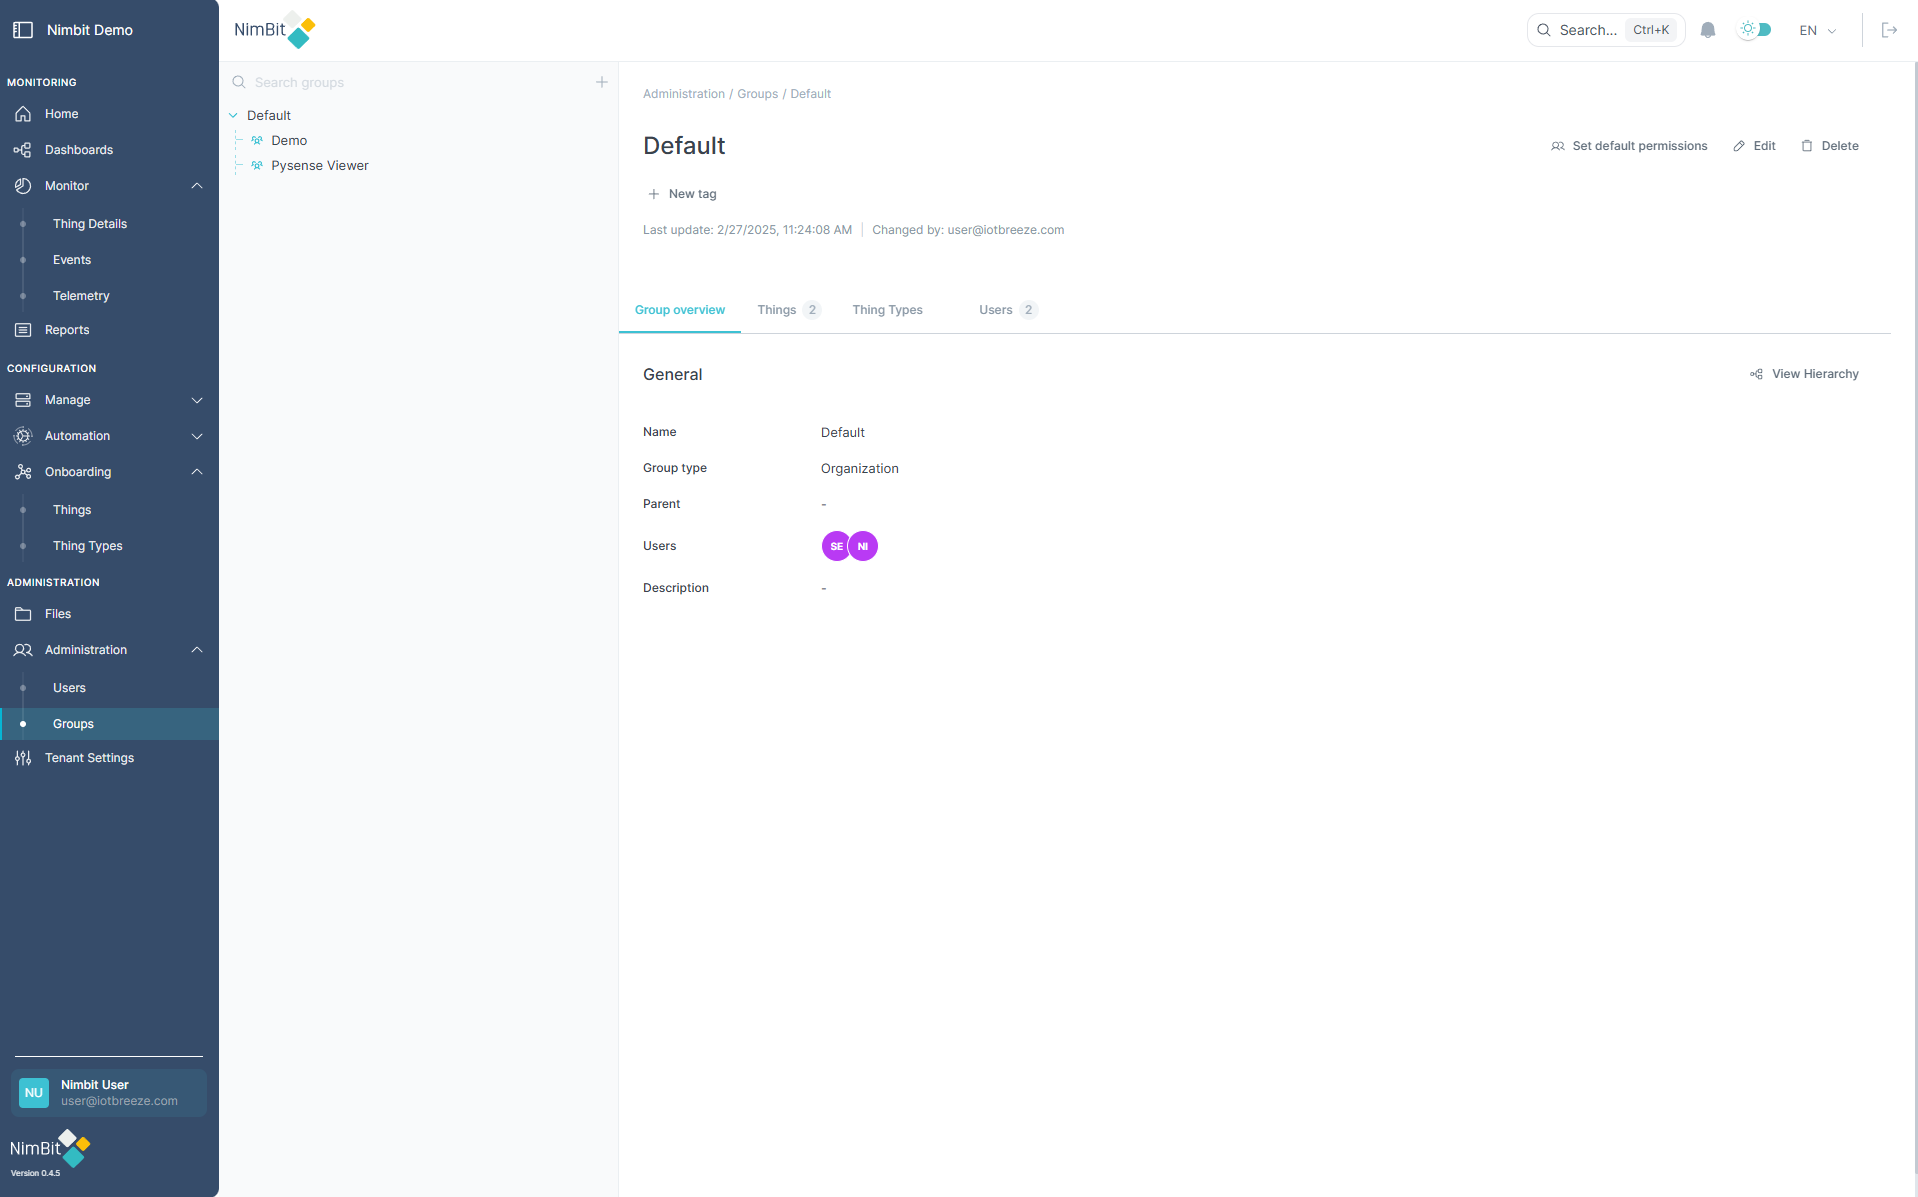 Nimbit Demo
MONITORING
Home
Dashboards
Monitor
Thing Details
Events
Telemetry
Reports
CONFIGURATION
Manage
Automation
Onboarding
Things
Thing Types
ADMINISTRATION
Files
Administration
Users
Groups
Tenant Settings
NU
Nimbit User
user@iotbreeze.com
NimBit
Version 0.4.5
NimBit
Search... Ctrl+K
EN
Search groups
Default
Demo
Pysense Viewer
Administration / Groups / Default
Default
Set default permissions Edit Delete
New tag
Last update: 2/27/2025, 11:24:08 AM Changed by: user@iotbreeze.com
Group overview Things 2 Thing Types Users 2
General
View Hierarchy
Name Default
Group type Organization
Parent -
Users SE NI
Description -